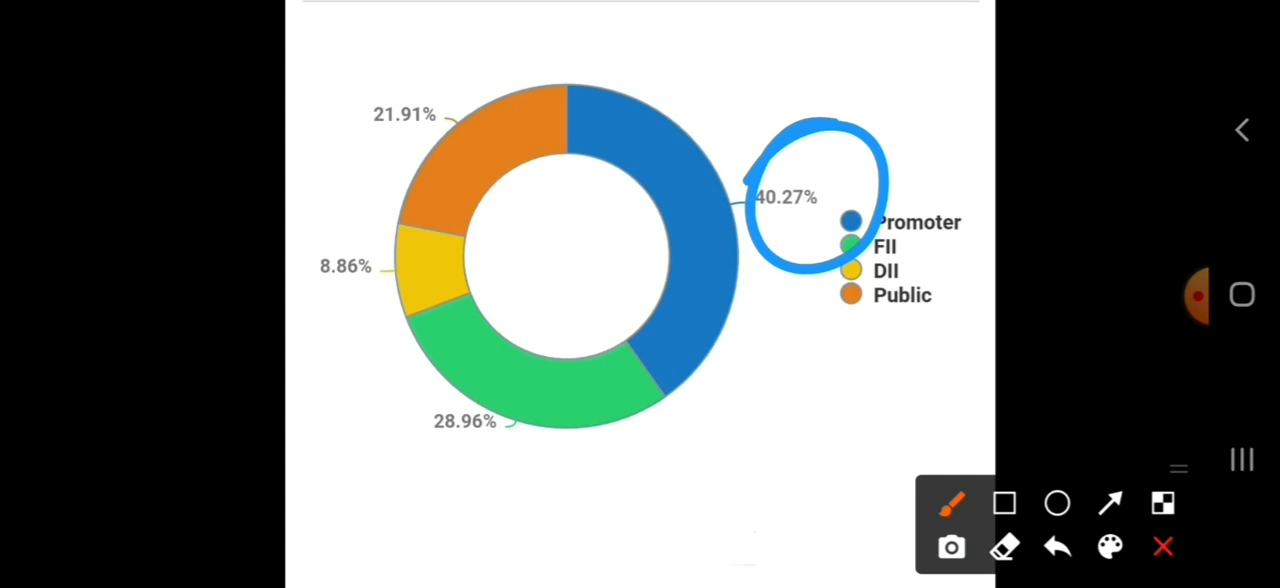 21.91%
40.27%
Promoter
FII
DII
Public
8.86%
28.96%